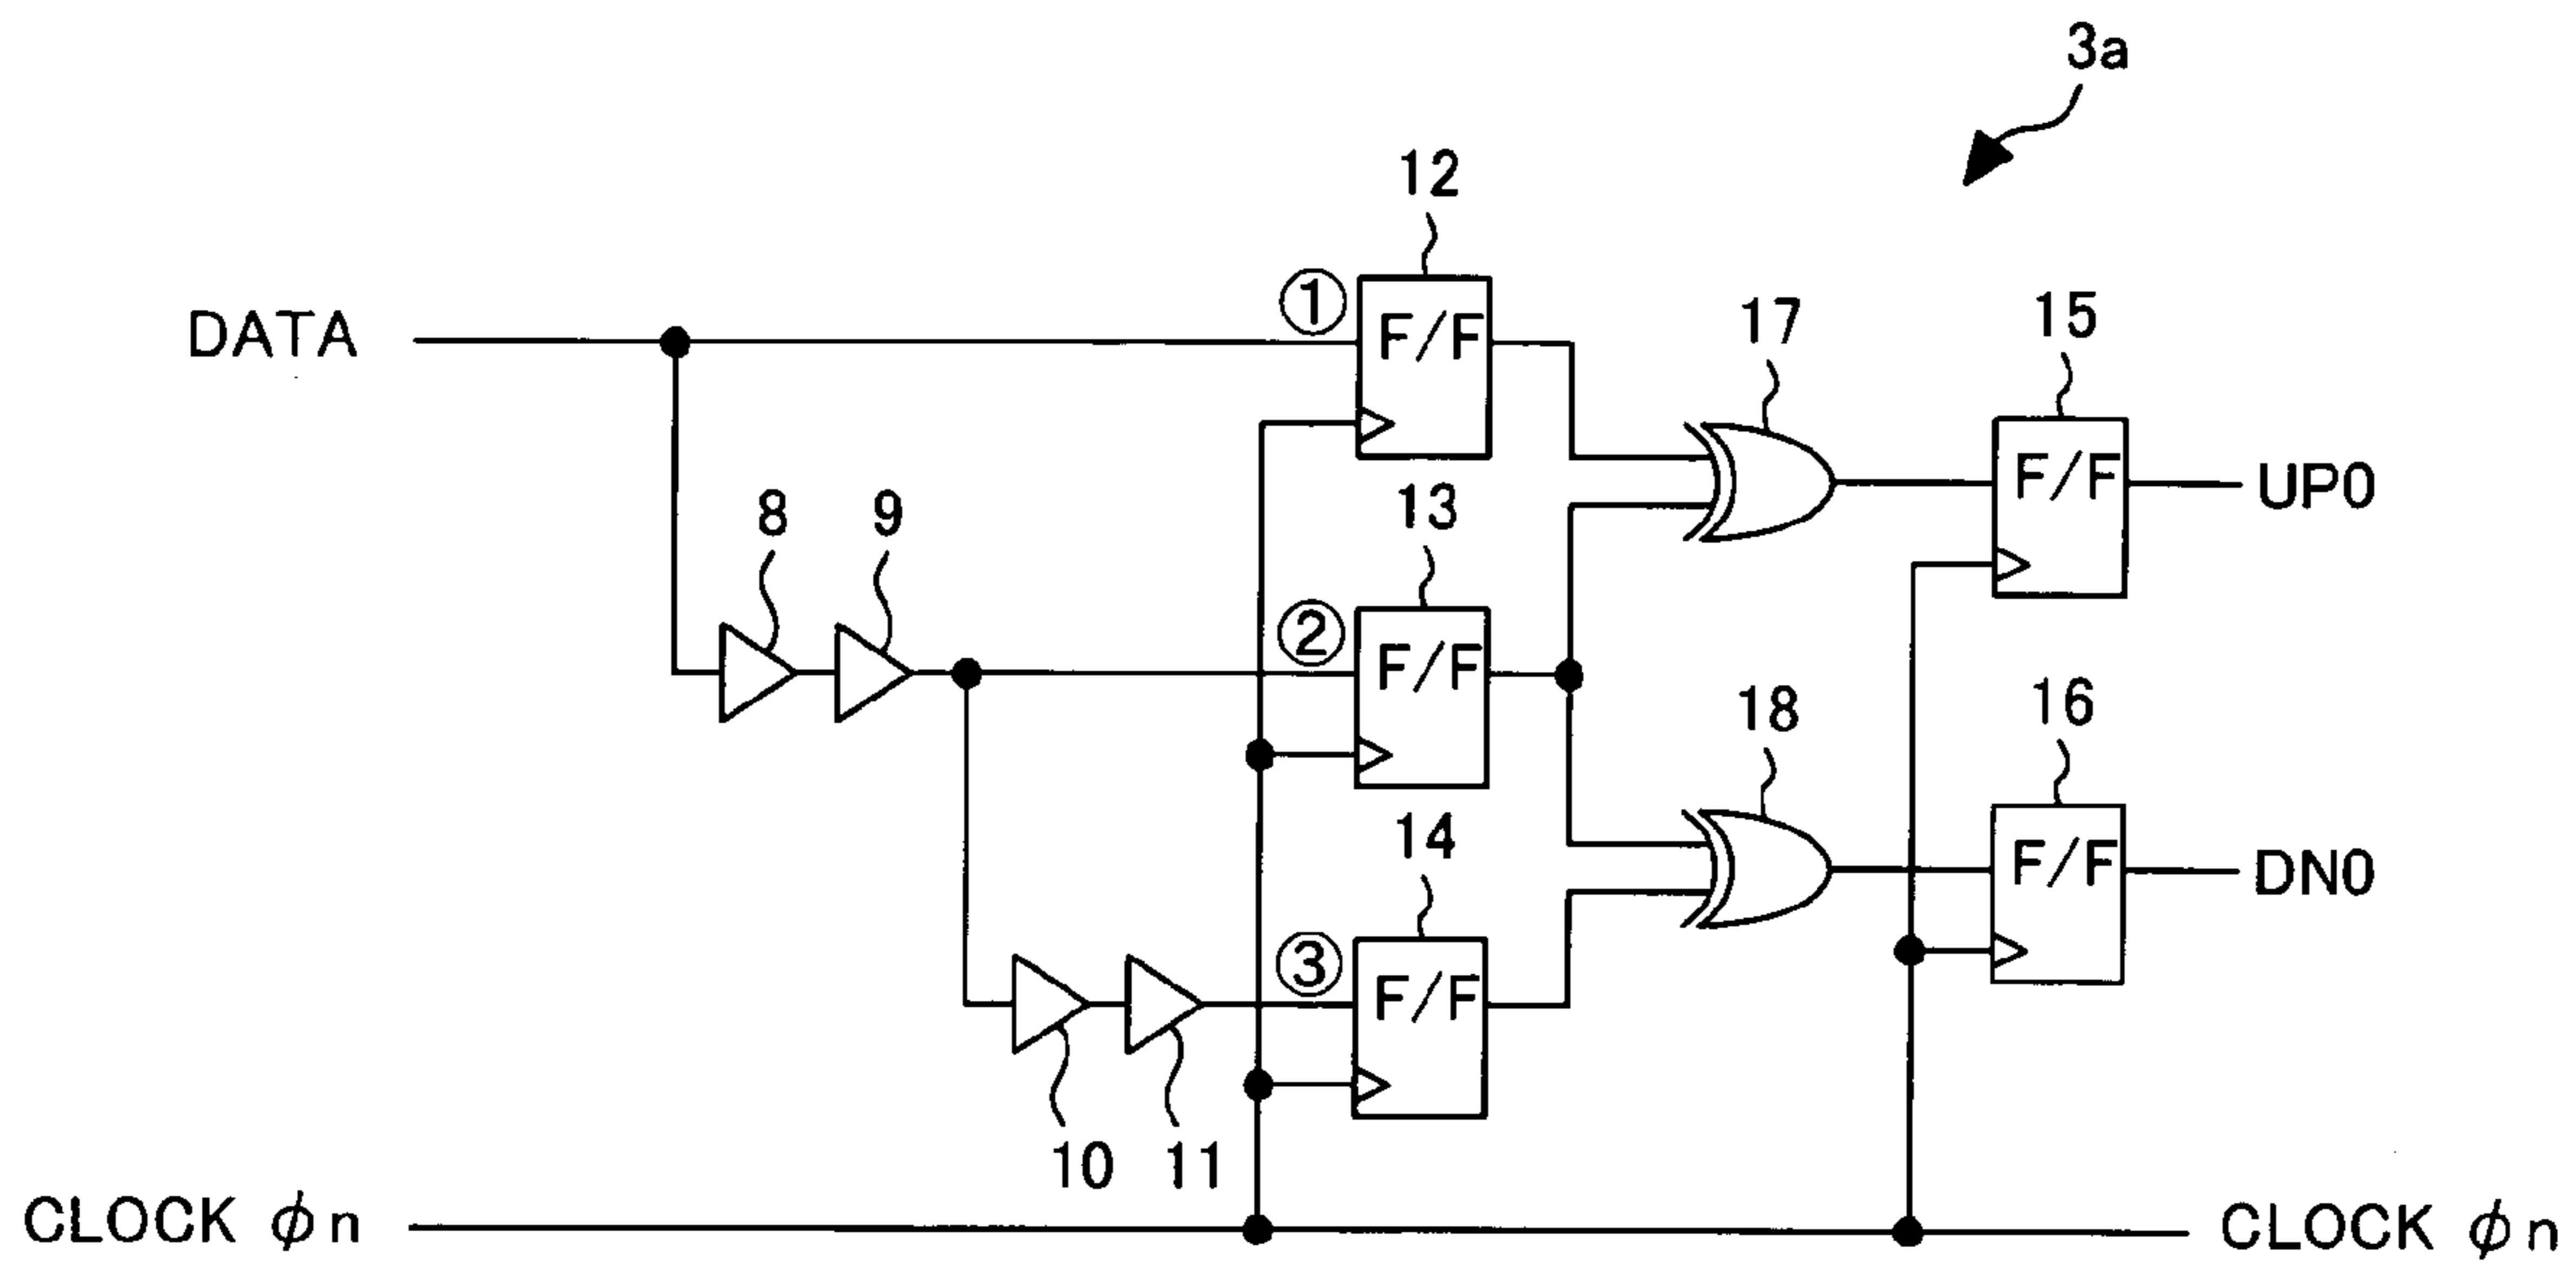 3a
12
① F/F
17
15
DATA
F/F
UP0
8
9
13
② F/F
18
16
F/F
DN0
14
③ F/F
10
11
CLOCK φn
CLOCK φn